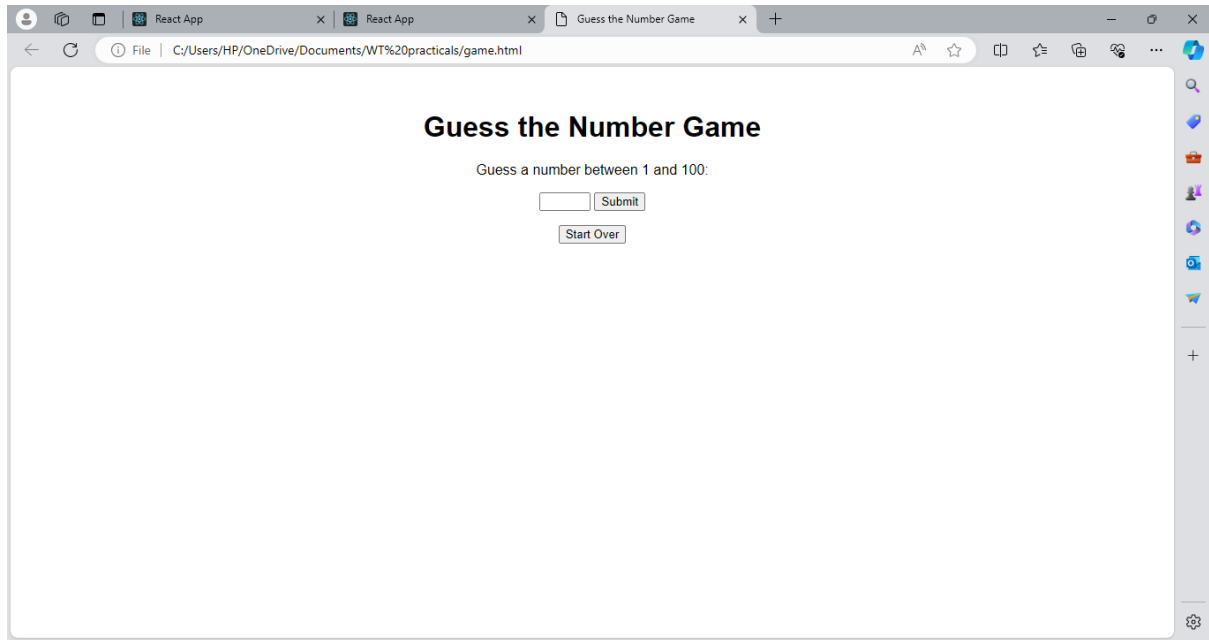 React App
React App
Guess the Number Game
File C:/Users/HP/OneDrive/Documents/WT%20practicals/game.html
Guess the Number Game
Guess a number between 1 and 100:
Submit
Start Over